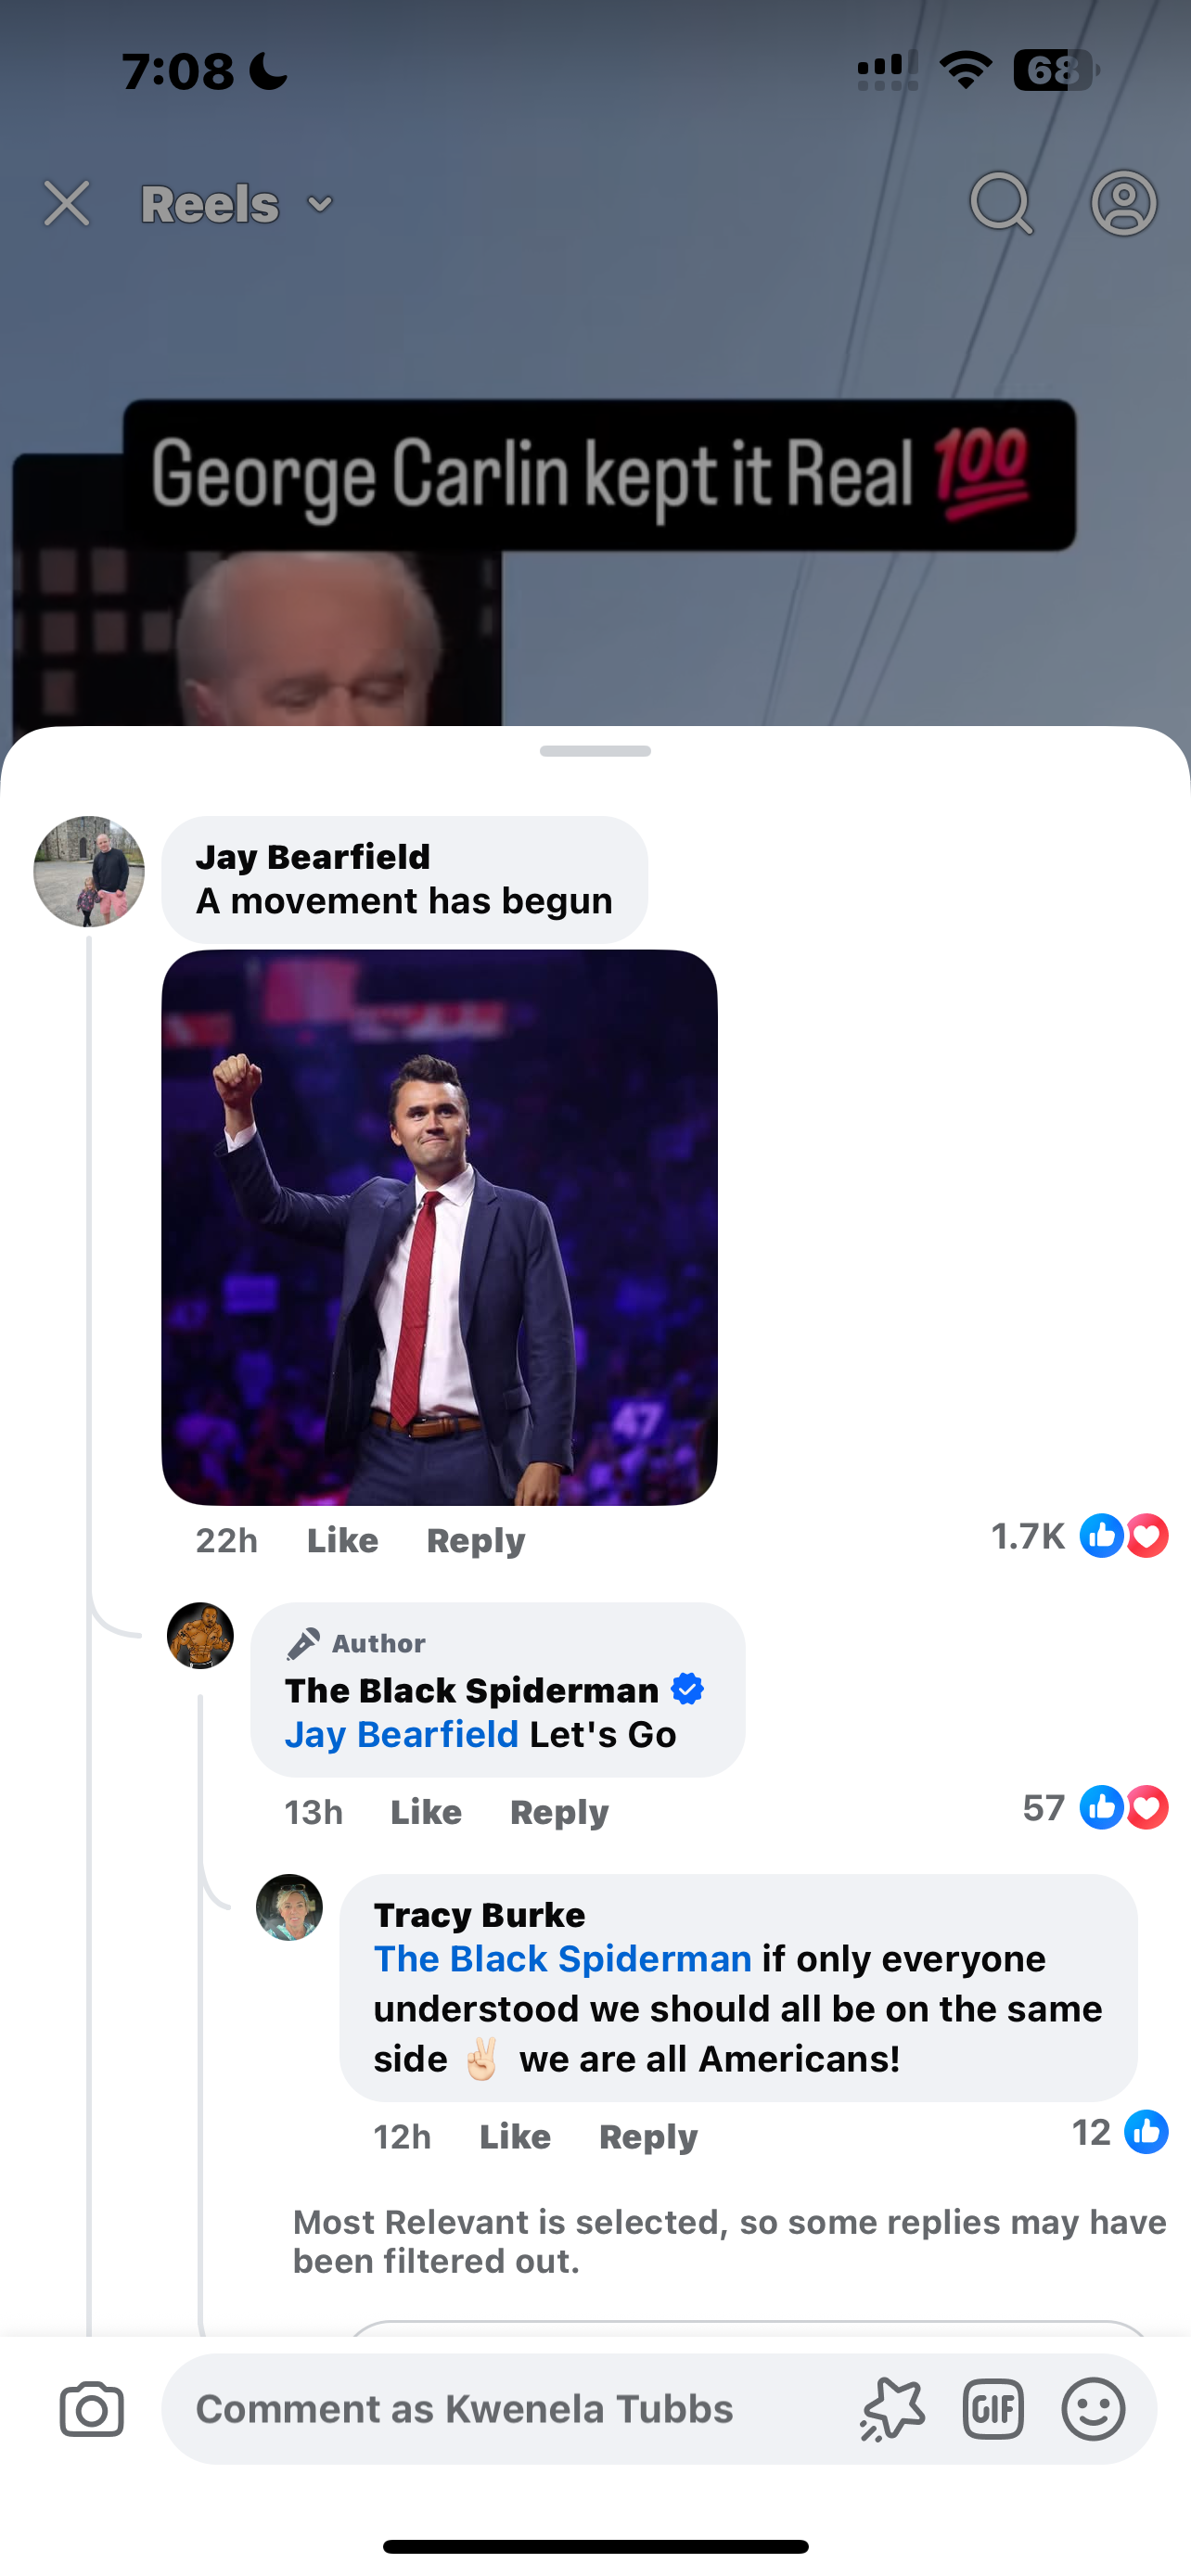 7:08
68
Reels
George Carlin kept it Real 💯
Jay Bearfield
A movement has begun
47
22h Like Reply 1.7K
Author
The Black Spiderman
Jay Bearfield Let's Go
13h Like Reply 57
Tracy Burke
The Black Spiderman if only everyone
understood we should all be on the same
side ✌🏻 we are all Americans!
12h Like Reply 12
Most Relevant is selected, so some replies may have
been filtered out.
Comment as Kwenela Tubbs
GIF